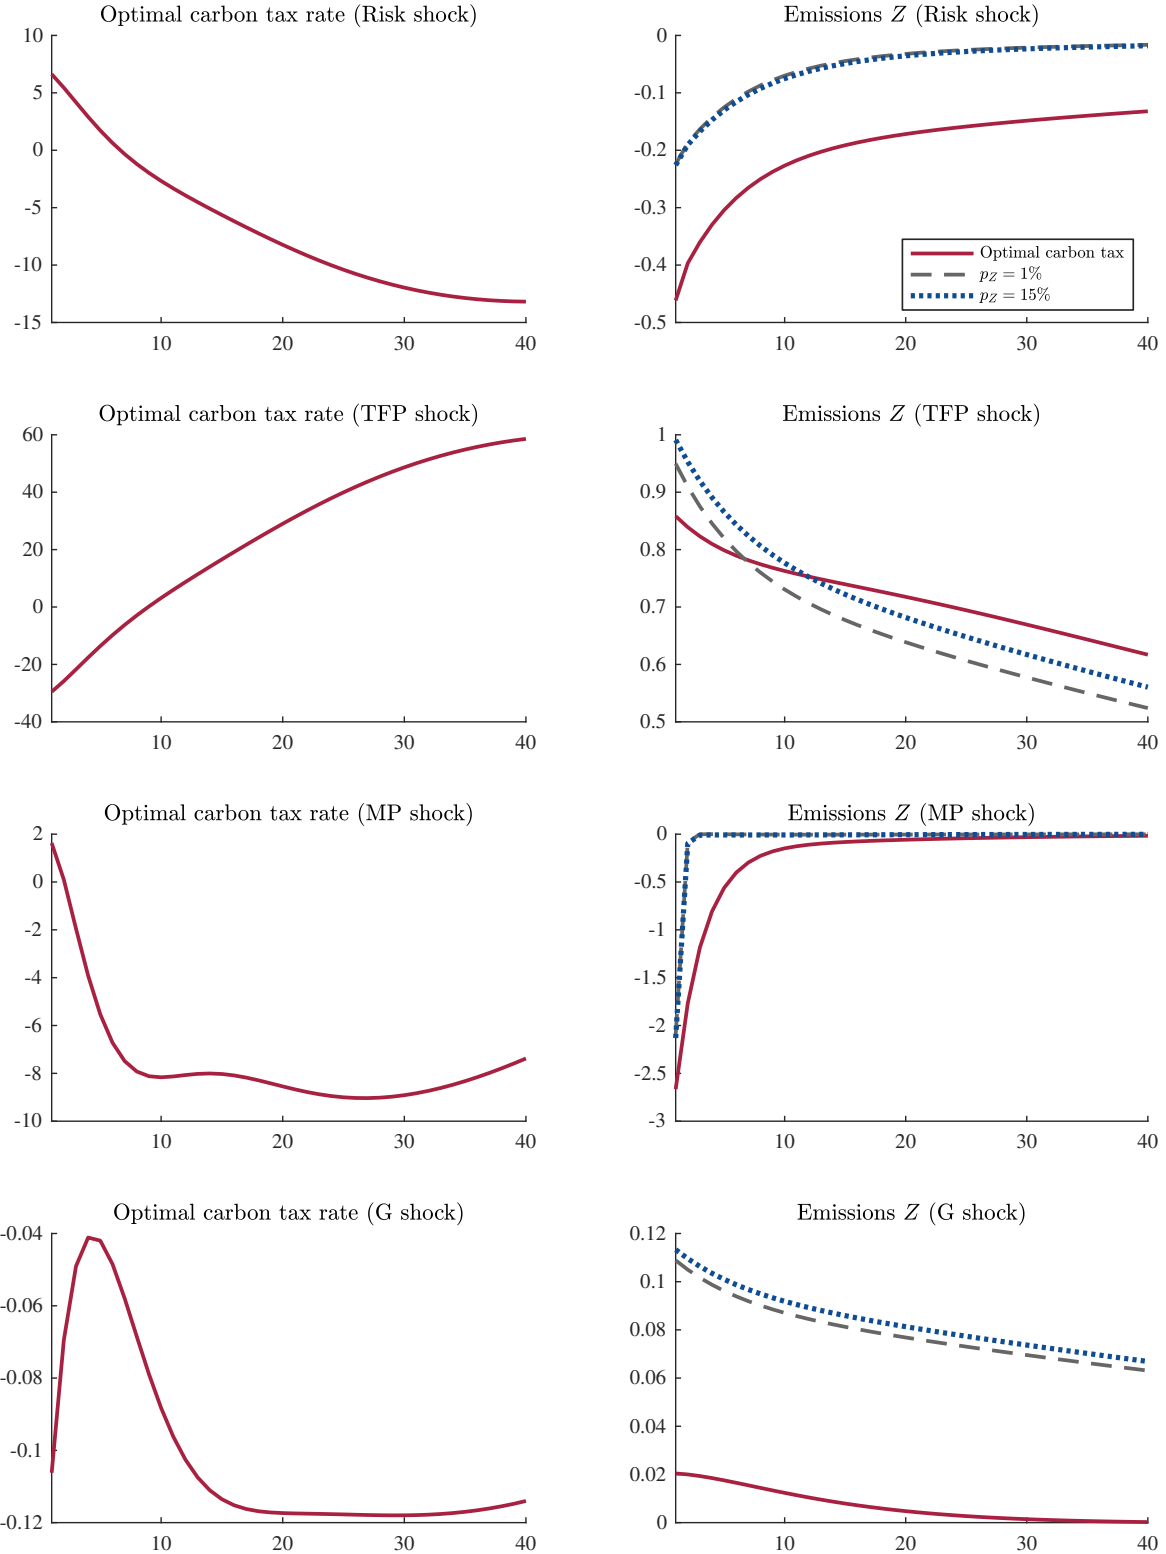 Optimal carbon tax rate (Risk shock)
10
5
0
-5
-10
-15
10 20 30 40
Emissions Z (Risk shock)
0
-0.1
-0.2
-0.3
-0.4
-0.5
10 20 30 40
Optimal carbon tax
pZ = 1%
pZ = 15%
Optimal carbon tax rate (TFP shock)
60
40
20
0
-20
-40
10 20 30 40
Emissions Z (TFP shock)
1
0.9
0.8
0.7
0.6
0.5
10 20 30 40
Optimal carbon tax rate (MP shock)
2
0
-2
-4
-6
-8
-10
10 20 30 40
Emissions Z (MP shock)
0
-0.5
-1
-1.5
-2
-2.5
-3
10 20 30 40
Optimal carbon tax rate (G shock)
-0.04
-0.06
-0.08
-0.1
-0.12
10 20 30 40
Emissions Z (G shock)
0.12
0.1
0.08
0.06
0.04
0.02
0
10 20 30 40